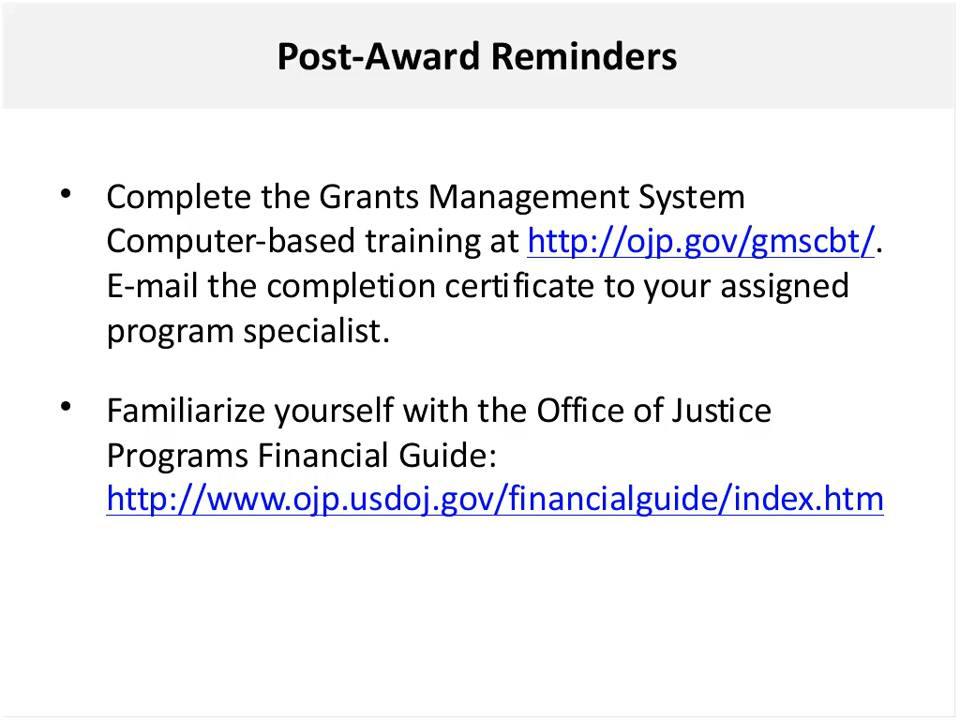 Post-Award Reminders
• Complete the Grants Management System
Computer-based training at http://ojp.gov/gmscbt/.
E-mail the completion certificate to your assigned
program specialist.
• Familiarize yourself with the Office of Justice
Programs Financial Guide:
http://www.ojp.usdoj.gov/financialguide/index.htm